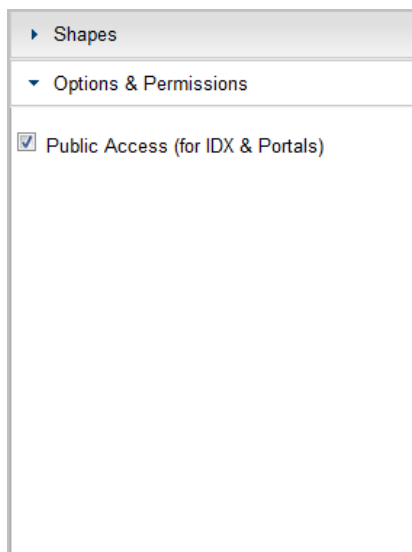 Shapes
Options & Permissions
Public Access (for IDX & Portals)